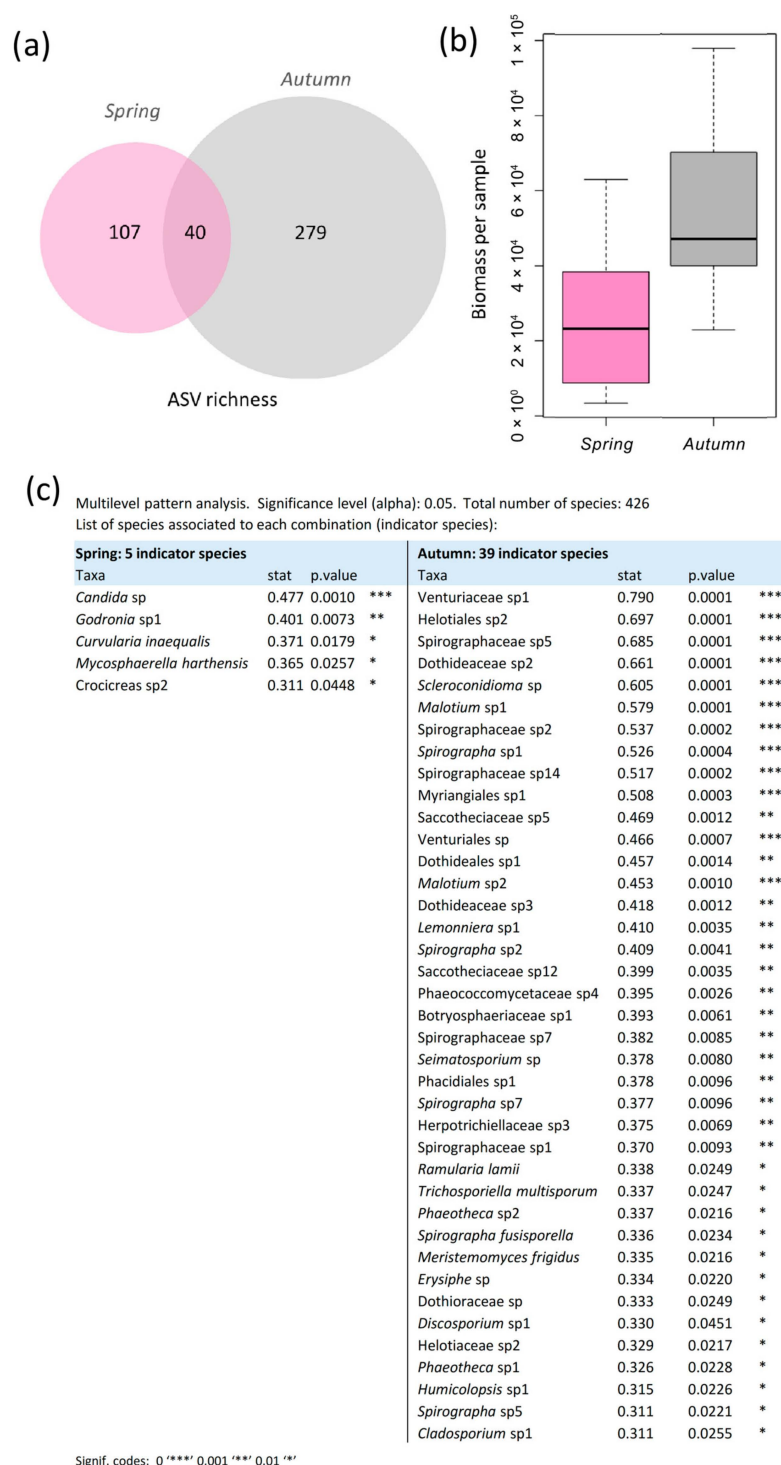 (a)
Spring
Autumn
107
40
279
ASV richness
(b)
Biomass per sample
1 × 10⁵
8 × 10⁴
6 × 10⁴
4 × 10⁴
2 × 10⁴
0 × 10⁰
Spring
Autumn
(c)
Multilevel pattern analysis. Significance level (alpha): 0.05. Total number of species: 426
List of species associated to each combination (indicator species):
Spring: 5 indicator species
Taxa stat p.value
Candida sp 0.477 0.0010 ***
Godronia sp1 0.401 0.0073 **
Curvularia inaequalis 0.371 0.0179 *
Mycosphaerella harthensis 0.365 0.0257 *
Crocicreas sp2 0.311 0.0448 *
Autumn: 39 indicator species
Taxa stat p.value
Venturiaceae sp1 0.790 0.0001 ***
Helotiales sp2 0.697 0.0001 ***
Spirographaceae sp5 0.685 0.0001 ***
Dothideaceae sp2 0.661 0.0001 ***
Scleroconidioma sp 0.605 0.0001 ***
Malotium sp1 0.579 0.0001 ***
Spirographaceae sp2 0.537 0.0002 ***
Spirographa sp1 0.526 0.0004 ***
Spirographaceae sp14 0.517 0.0002 ***
Myriangiales sp1 0.508 0.0003 ***
Saccotheciaceae sp5 0.469 0.0012 **
Venturiales sp 0.466 0.0007 ***
Dothideales sp1 0.457 0.0014 **
Malotium sp2 0.453 0.0010 ***
Dothideaceae sp3 0.418 0.0012 **
Lemonniera sp1 0.410 0.0035 **
Spirographa sp2 0.409 0.0041 **
Saccotheciaceae sp12 0.399 0.0035 **
Phaeococcomycetaceae sp4 0.395 0.0026 **
Botryosphaeriaceae sp1 0.393 0.0061 **
Spirographaceae sp7 0.382 0.0085 **
Seimatosporium sp 0.378 0.0080 **
Phacidiales sp1 0.378 0.0096 **
Spirographa sp7 0.377 0.0096 **
Herpotrichiellaceae sp3 0.375 0.0069 **
Spirographaceae sp1 0.370 0.0093 **
Ramularia lamii 0.338 0.0249 *
Trichosporiella multisporum 0.337 0.0247 *
Phaeotheca sp2 0.337 0.0216 *
Spirographa fusisporella 0.336 0.0234 *
Meristemomyces frigidus 0.335 0.0216 *
Erysiphe sp 0.334 0.0220 *
Dothioraceae sp 0.333 0.0249 *
Discosporium sp1 0.330 0.0451 *
Helotiaceae sp2 0.329 0.0217 *
Phaeotheca sp1 0.326 0.0228 *
Humicolopsis sp1 0.315 0.0226 *
Spirographa sp5 0.311 0.0221 *
Cladosporium sp1 0.311 0.0255 *
Signif. codes: 0 '***' 0.001 '**' 0.01 '*'